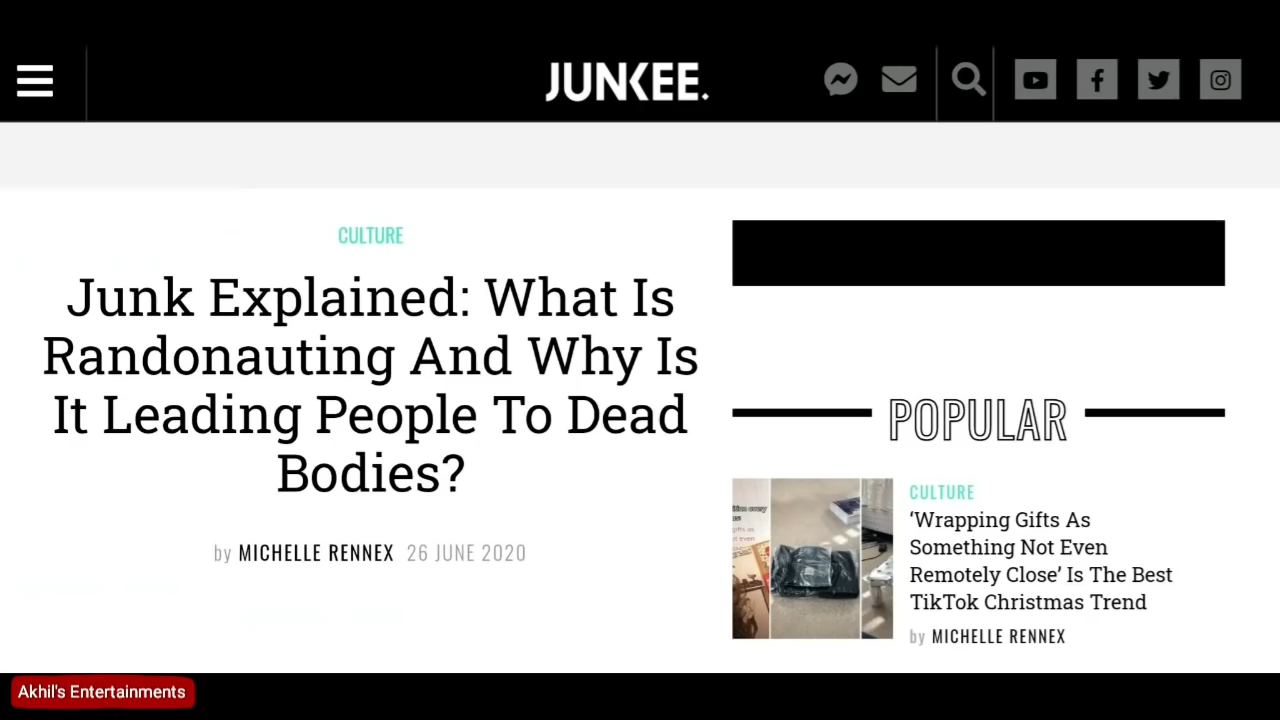 JUNKEE.
CULTURE
Junk Explained: What Is
Randonauting And Why Is
It Leading People To Dead
Bodies?
by MICHELLE RENNEX 26 JUNE 2020
POPULAR
CULTURE
‘Wrapping Gifts As
Something Not Even
Remotely Close’ Is The Best
TikTok Christmas Trend
by MICHELLE RENNEX
Akhil's Entertainments